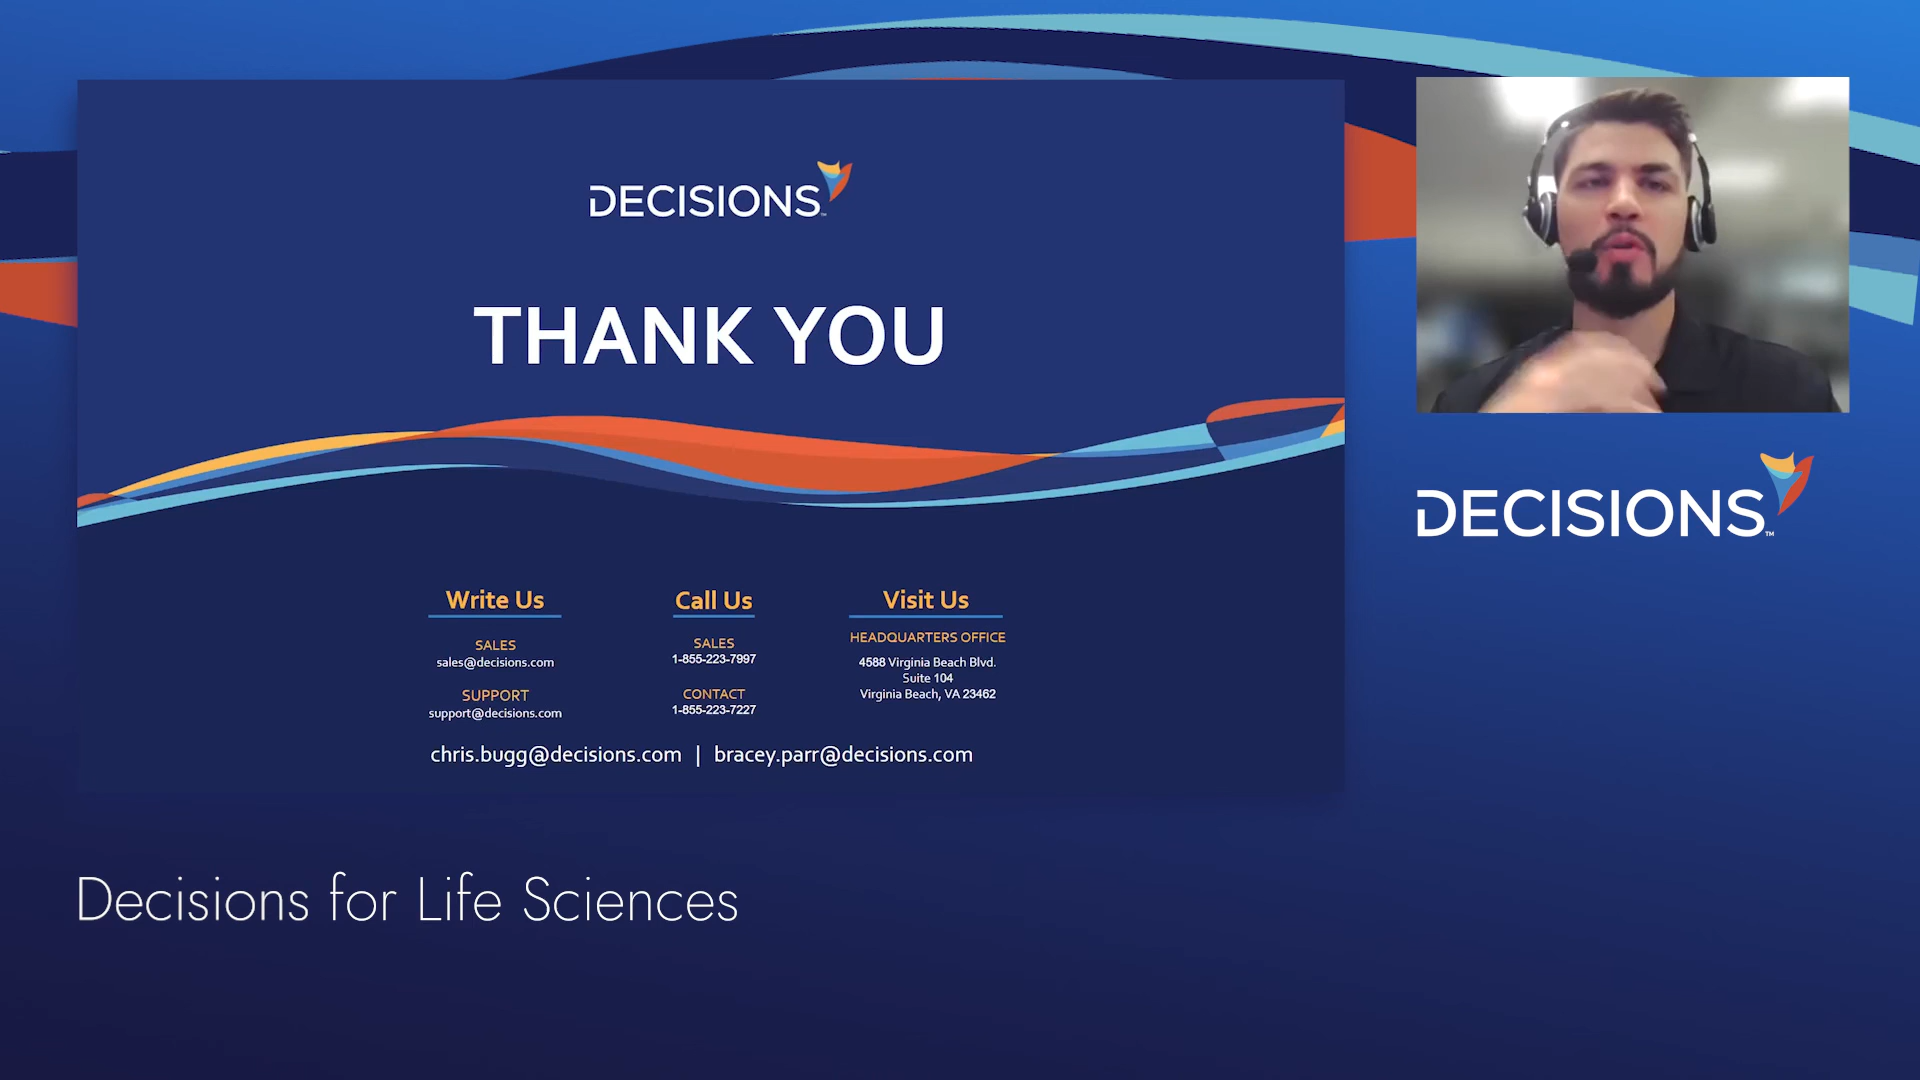 DECISIONS™
THANK YOU
Write Us
SALES
sales@decisions.com
SUPPORT
support@decisions.com
Call Us
SALES
1-855-223-7997
CONTACT
1-855-223-7227
Visit Us
HEADQUARTERS OFFICE
4588 Virginia Beach Blvd.
Suite 104
Virginia Beach, VA 23462
chris.bugg@decisions.com | bracey.parr@decisions.com
DECISIONS™
Decisions for Life Sciences